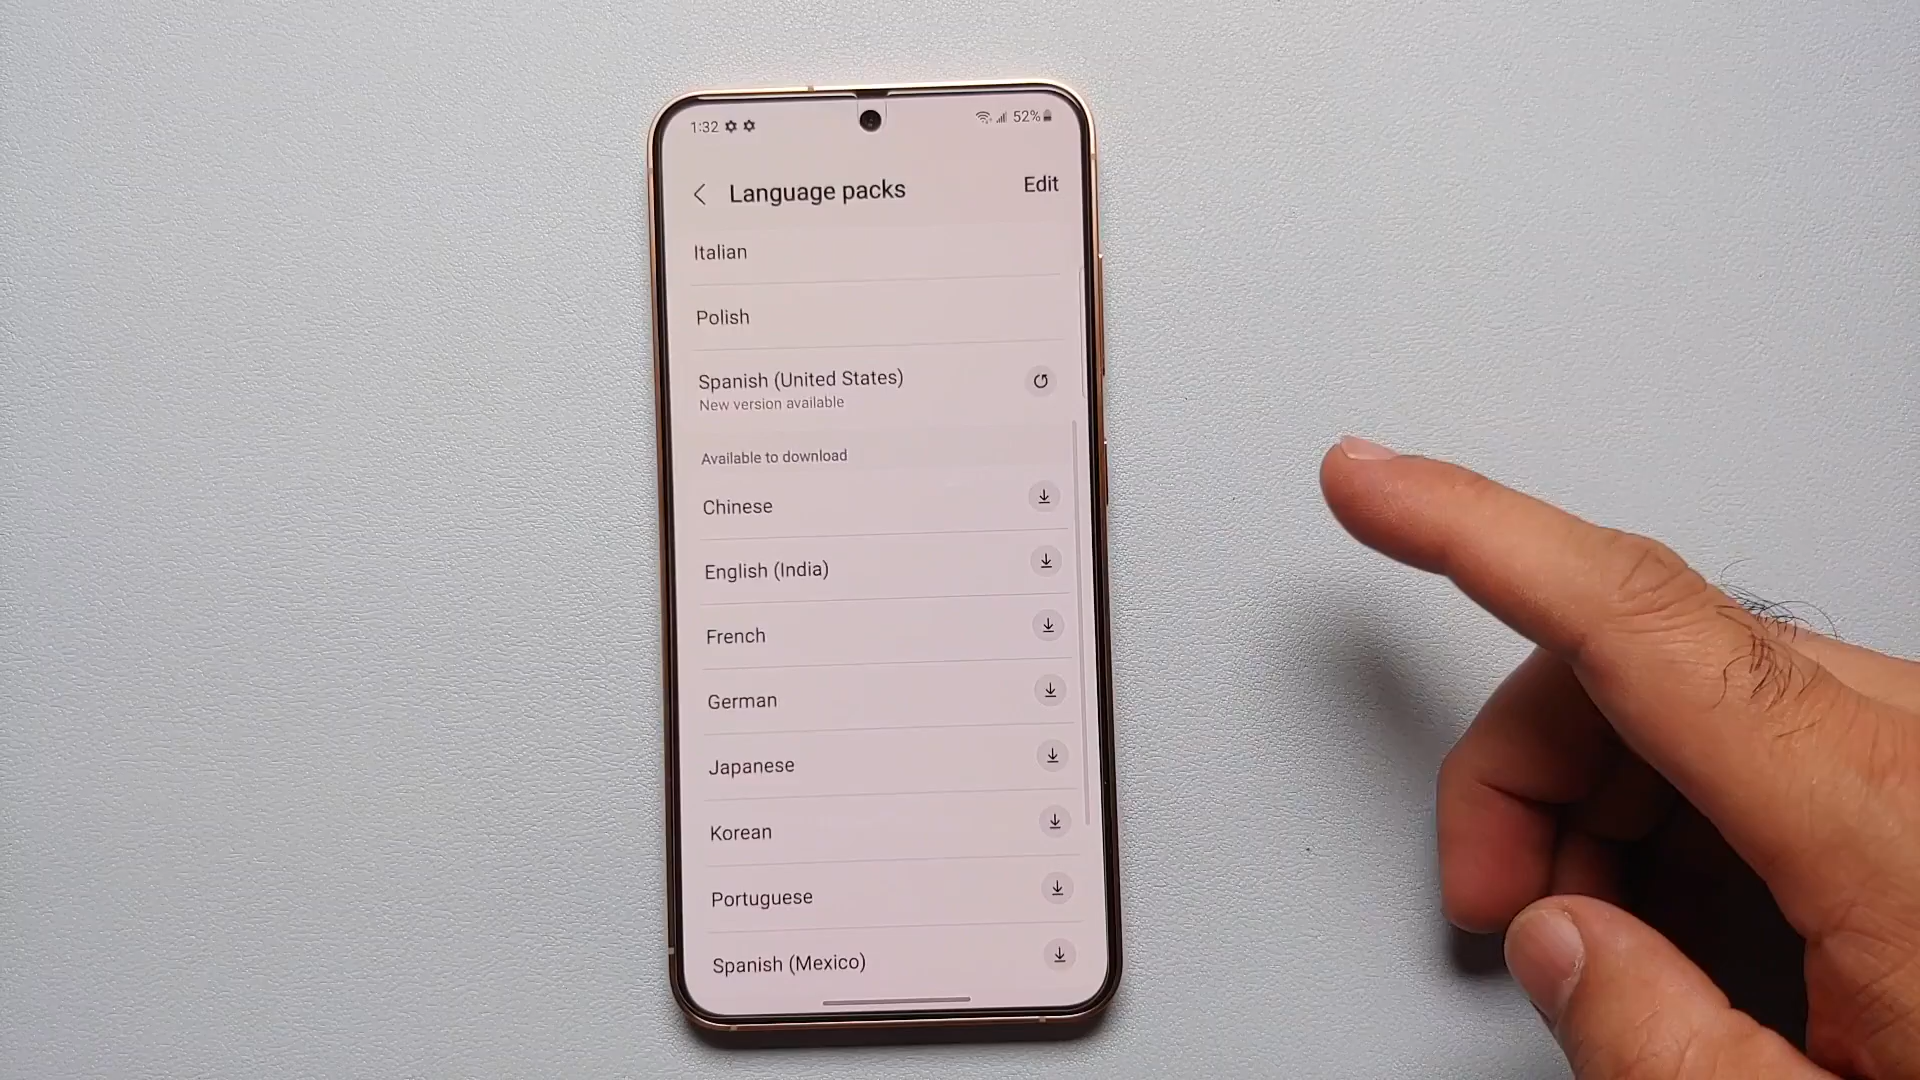 1:32
52%
Language packs
Edit
Italian
Polish
Spanish (United States)
New version available
Available to download
Chinese
English (India)
French
German
Japanese
Korean
Portuguese
Spanish (Mexico)